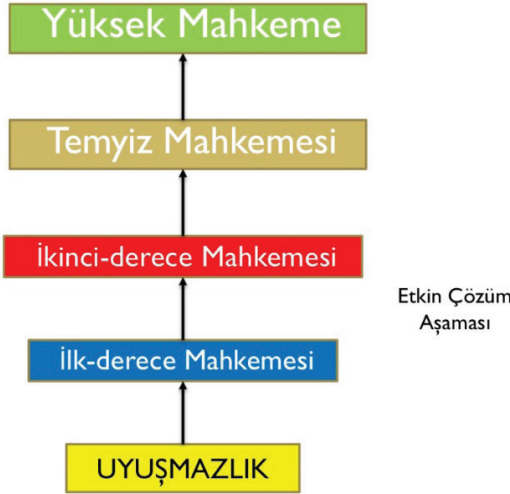 Yüksek Mahkeme
Temyiz Mahkemesi
İkinci-derece Mahkemesi
Etkin Çözüm
Aşaması
İlk-derece Mahkemesi
UYUŞMAZLIK